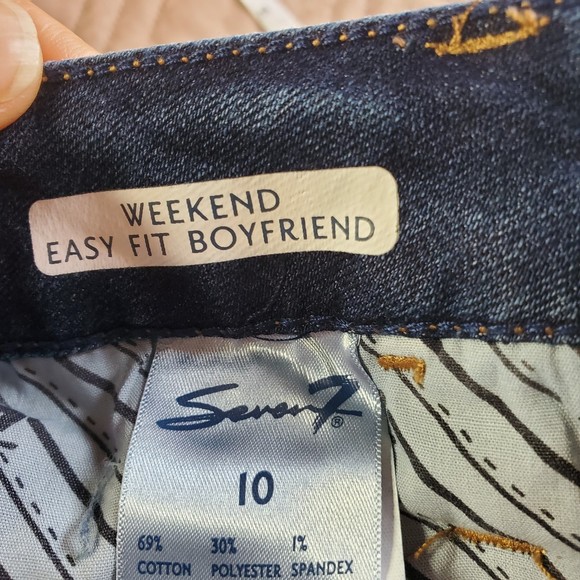 WEEKEND
EASY FIT BOYFRIEND
Seven7®
10
69% 30% 1%
COTTON POLYESTER SPANDEX